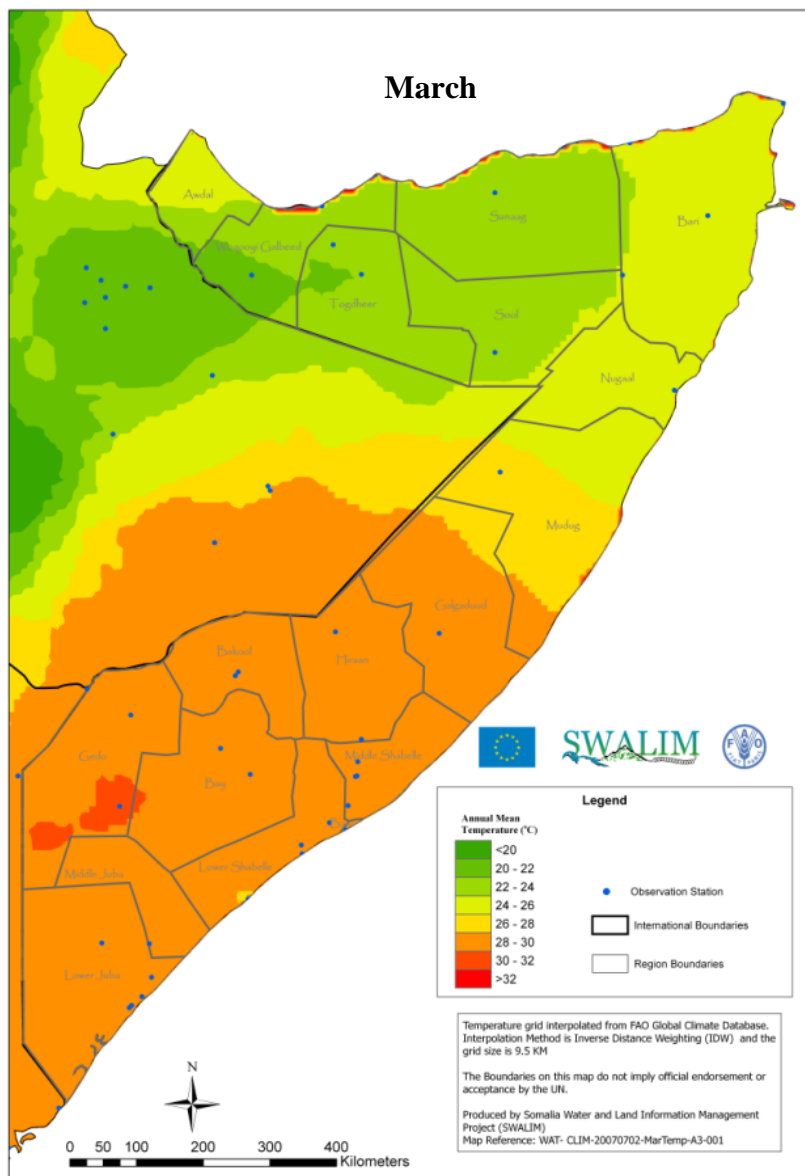 March
Awdal
Sanaag
Bari
Woqooyi Galbeed
Togdheer
Sool
Nugaal
Mudug
Galgaduud
Bakool
Hiraan
Gedo
Middle Shabelle
Bay
Middle Juba
Lower Shabelle
Lower Juba
SWALIM
FAO
FIAT PANIS
Legend
Annual Mean
Temperature (°C)
<20
20 - 22
22 - 24
24 - 26
26 - 28
28 - 30
30 - 32
>32
Observation Station
International Boundaries
Region Boundaries
N
0 50 100 200 300 400
Kilometers
Temperature grid interpolated from FAO Global Climate Database.
Interpolation Method is Inverse Distance Weighting (IDW) and the
grid size is 9.5 KM
The Boundaries on this map do not imply official endorsement or
acceptance by the UN.
Produced by Somalia Water and Land Information Management
Project (SWALIM)
Map Reference: WAT- CLIM-20070702-MarTemp-A3-001